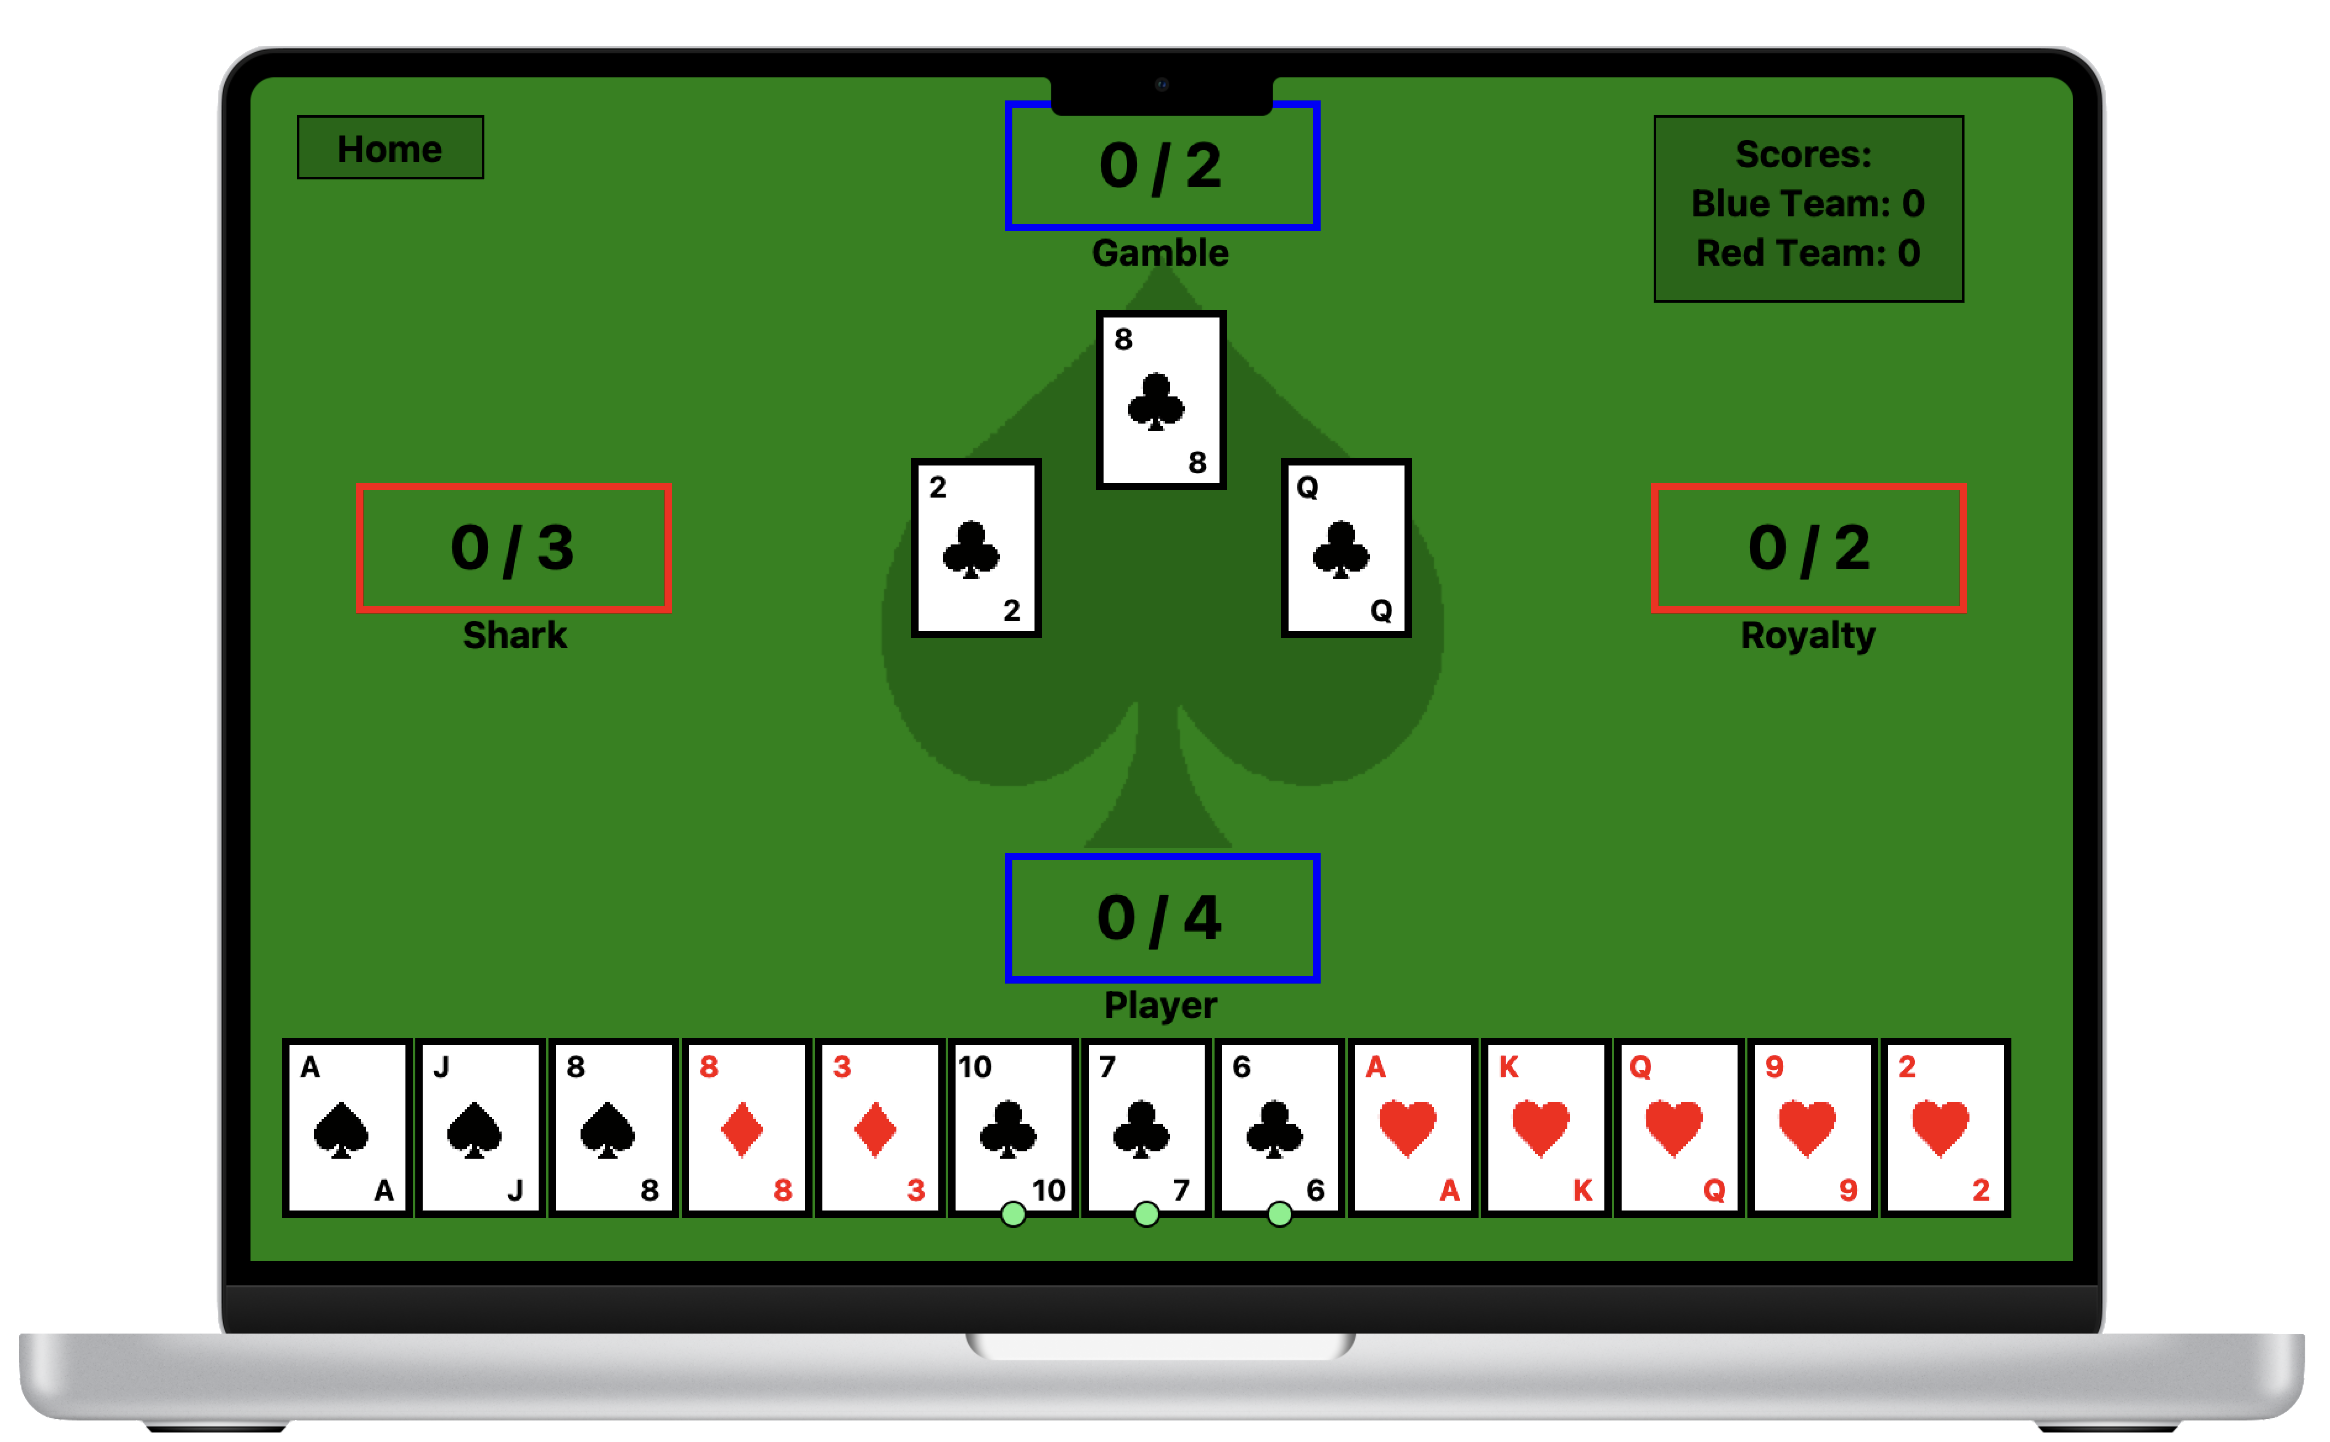 Home
0 / 2
Gamble
Scores:
Blue Team: 0
Red Team: 0
8
8
2
2
Q
Q
0 / 3
Shark
0 / 2
Royalty
0 / 4
Player
A J 8 8 3 10 7 6 A K Q 9 2
A J 8 8 3 10 7 6 A K Q 9 2